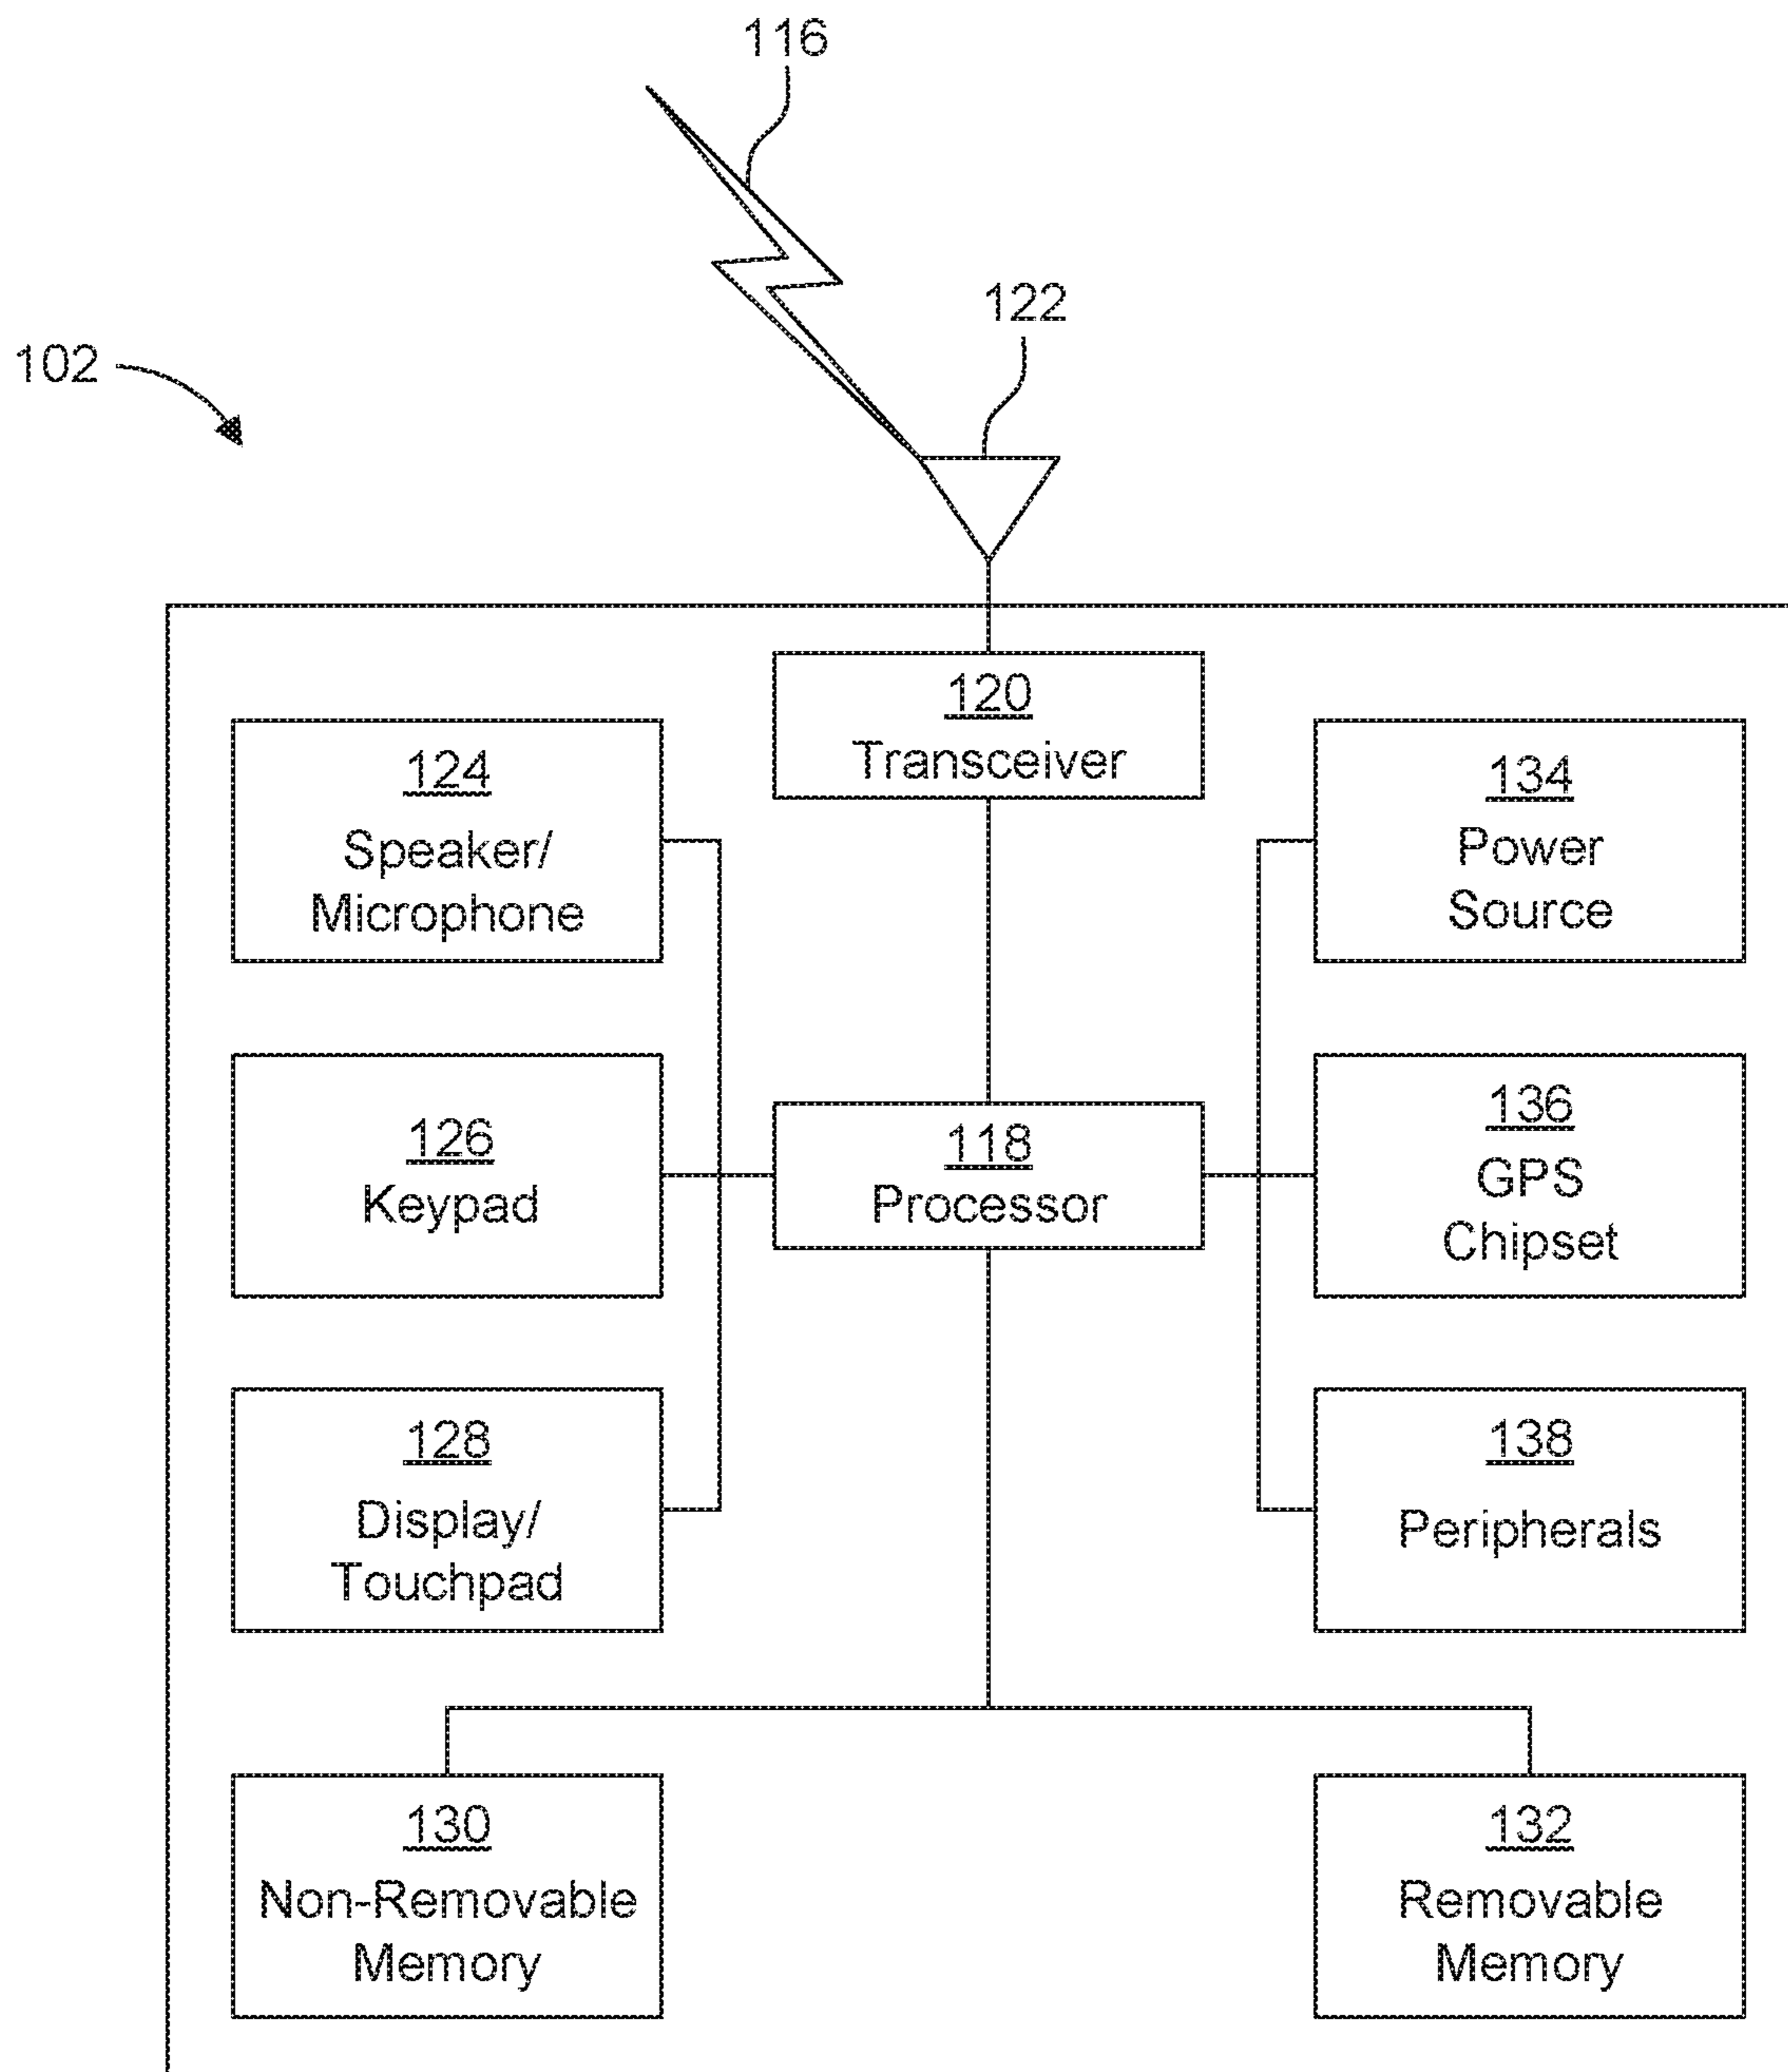 116
122
102
120
Transceiver
124
Speaker/
Microphone
134
Power
Source
126
Keypad
118
Processor
136
GPS
Chipset
128
Display/
Touchpad
138
Peripherals
130
Non-Removable
Memory
132
Removable
Memory